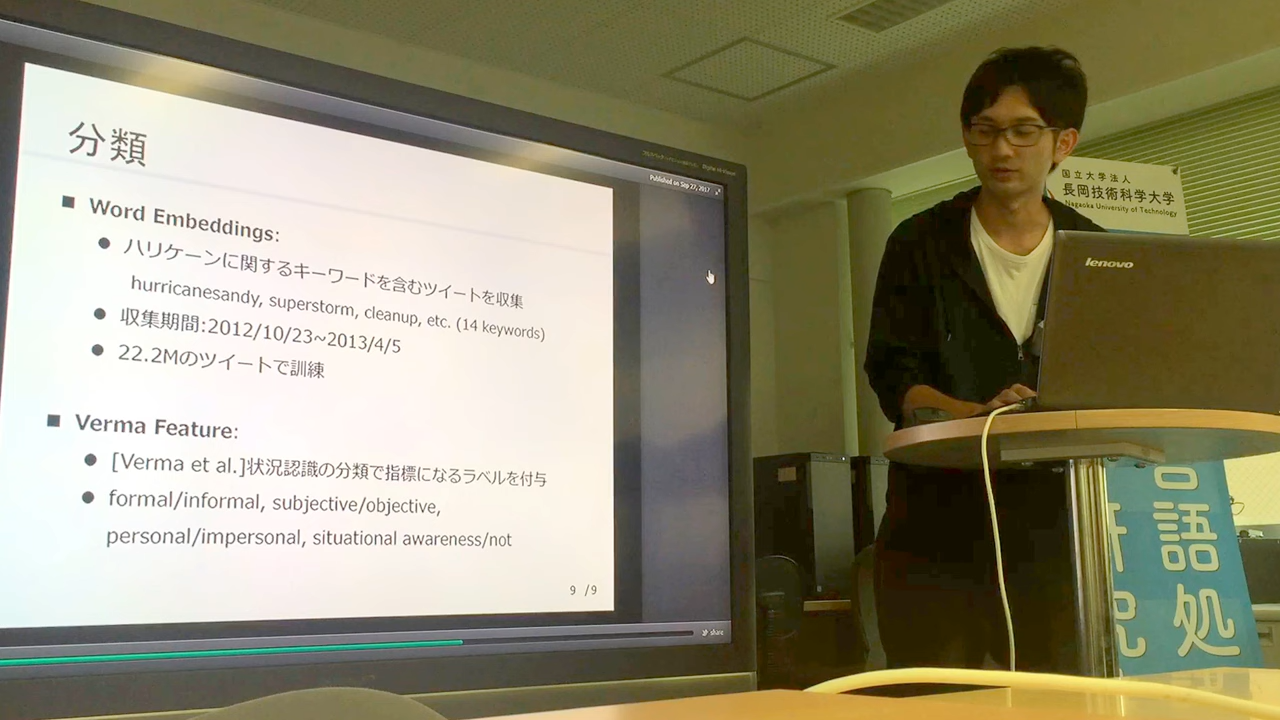 分類
■ Word Embeddings:
● ハリケーンに関するキーワードを含むツイートを収集
hurricanesandy, superstorm, cleanup, etc. (14 keywords)
● 収集期間:2012/10/23~2013/4/5
● 22.2Mのツイートで訓練
■ Verma Feature:
● [Verma et al.]状況認識の分類で指標になるラベルを付与
● formal/informal, subjective/objective,
personal/impersonal, situational awareness/not
9 /9
Published on Sep 27, 2017
share
国立大学法人
長岡技術科学大学
Nagaoka University of Technology
lenovo
語処